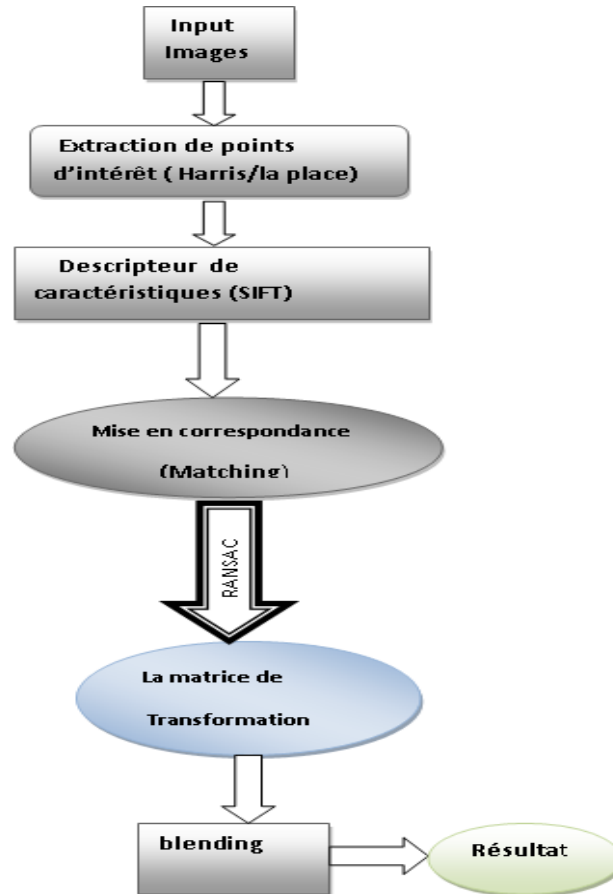 Input
Images
Extraction de points
d'intérêt ( Harris/la place)
Descripteur de
caractéristiques (SIFT)
Mise en correspondance
(Matching)
RANSAC
La matrice de
Transformation
blending
Résultat